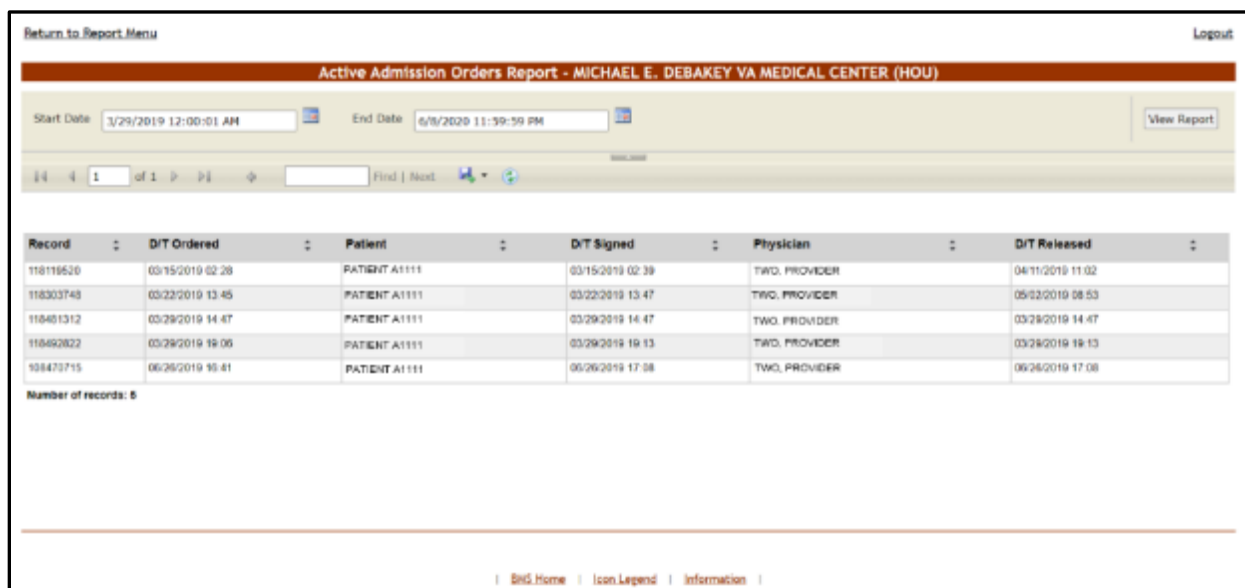 Return to Report Menu Logout
Active Admission Orders Report - MICHAEL E. DEBAKEY VA MEDICAL CENTER (HOU)
Start Date 3/29/2019 12:00:01 AM End Date 6/8/2020 11:59:59 PM View Report
1 of 1 Find | Next
Record D/T Ordered Patient D/T Signed Physician D/T Released
118119520 03/15/2019 02:28 PATIENT A1111 03/15/2019 02:39 TWO, PROVIDER 04/11/2019 11:02
118303748 03/22/2019 13:45 PATIENT A1111 03/22/2019 13:47 TWO, PROVIDER 05/02/2019 08:53
118481312 03/29/2019 14:47 PATIENT A1111 03/29/2019 14:47 TWO, PROVIDER 03/29/2019 14:47
118492822 03/29/2019 19:06 PATIENT A1111 03/29/2019 19:13 TWO, PROVIDER 03/29/2019 19:13
108470715 06/26/2019 16:41 PATIENT A1111 06/26/2019 17:08 TWO, PROVIDER 06/26/2019 17:08
Number of records: 5
| BMS Home | Icon Legend | Information |